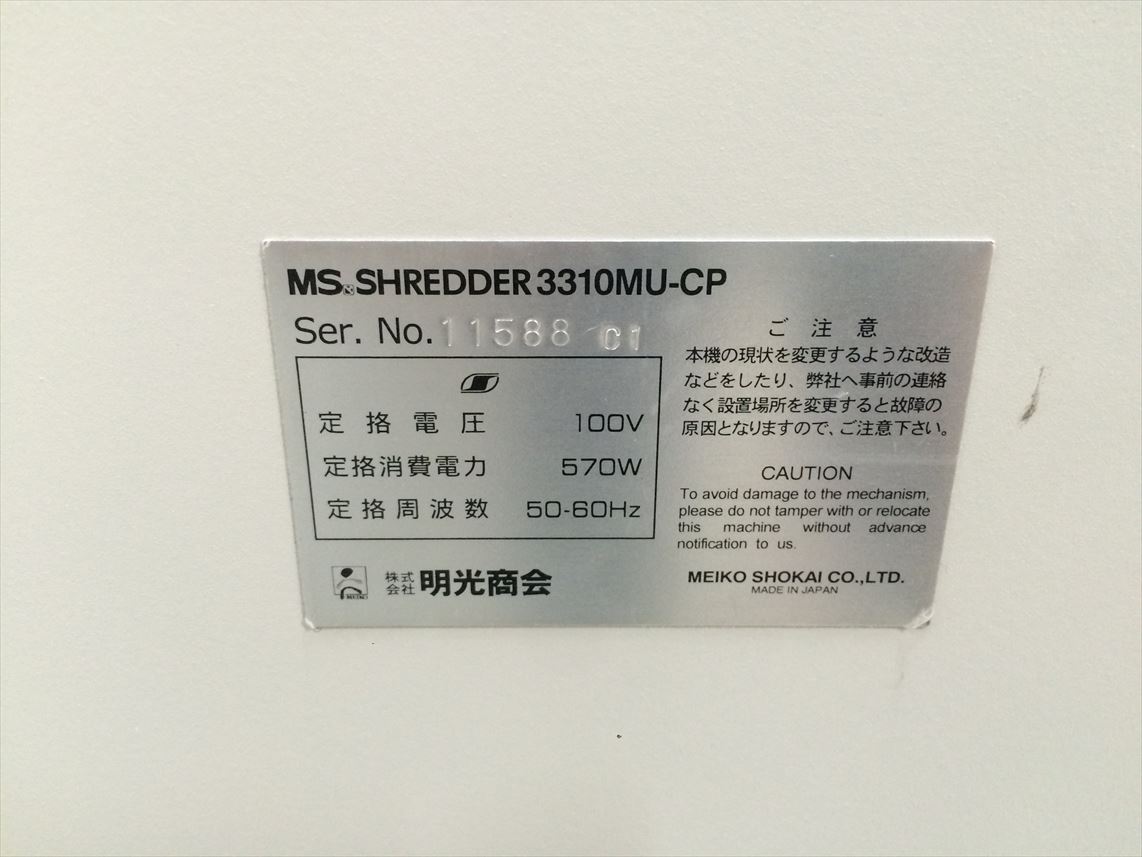 MS SHREDDER 3310MU-CP
Ser. No. 11588 C1
定格電圧 100V
定格消費電力 570W
定格周波数 50-60Hz
MEIKO
株式会社 明光商会
ご注意
本機の現状を変更するような改造
などをしたり、弊社へ事前の連絡
なく設置場所を変更すると故障の
原因となりますので、ご注意下さい。
CAUTION
To avoid damage to the mechanism,
please do not tamper with or relocate
this machine without advance
notification to us.
MEIKO SHOKAI CO.,LTD.
MADE IN JAPAN